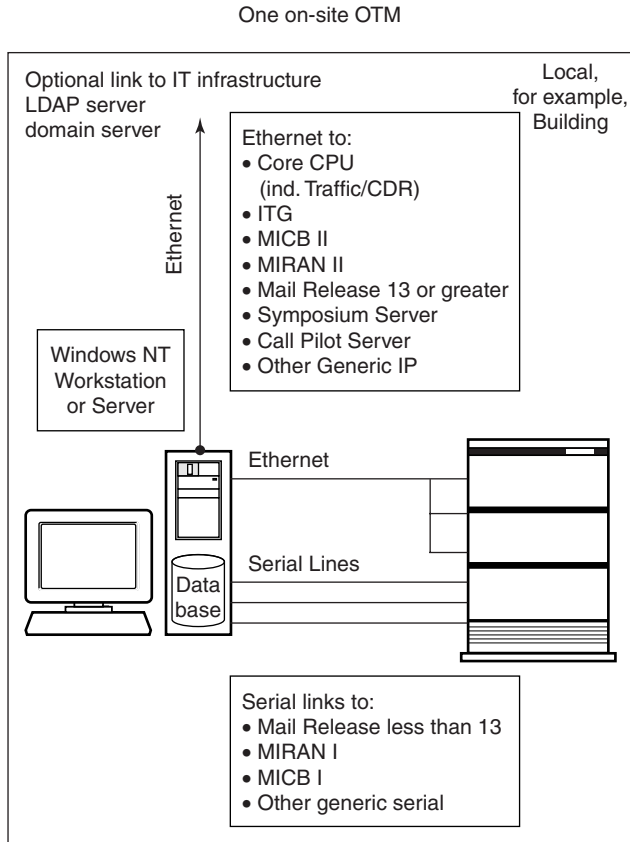 One on-site OTM
Optional link to IT infrastructure
LDAP server
domain server
Local,
for example,
Building
Ethernet
Ethernet to:
• Core CPU
(ind. Traffic/CDR)
• ITG
• MICB II
• MIRAN II
• Mail Release 13 or greater
• Symposium Server
• Call Pilot Server
• Other Generic IP
Windows NT
Workstation
or Server
Ethernet
Serial Lines
Data
base
Serial links to:
• Mail Release less than 13
• MIRAN I
• MICB I
• Other generic serial